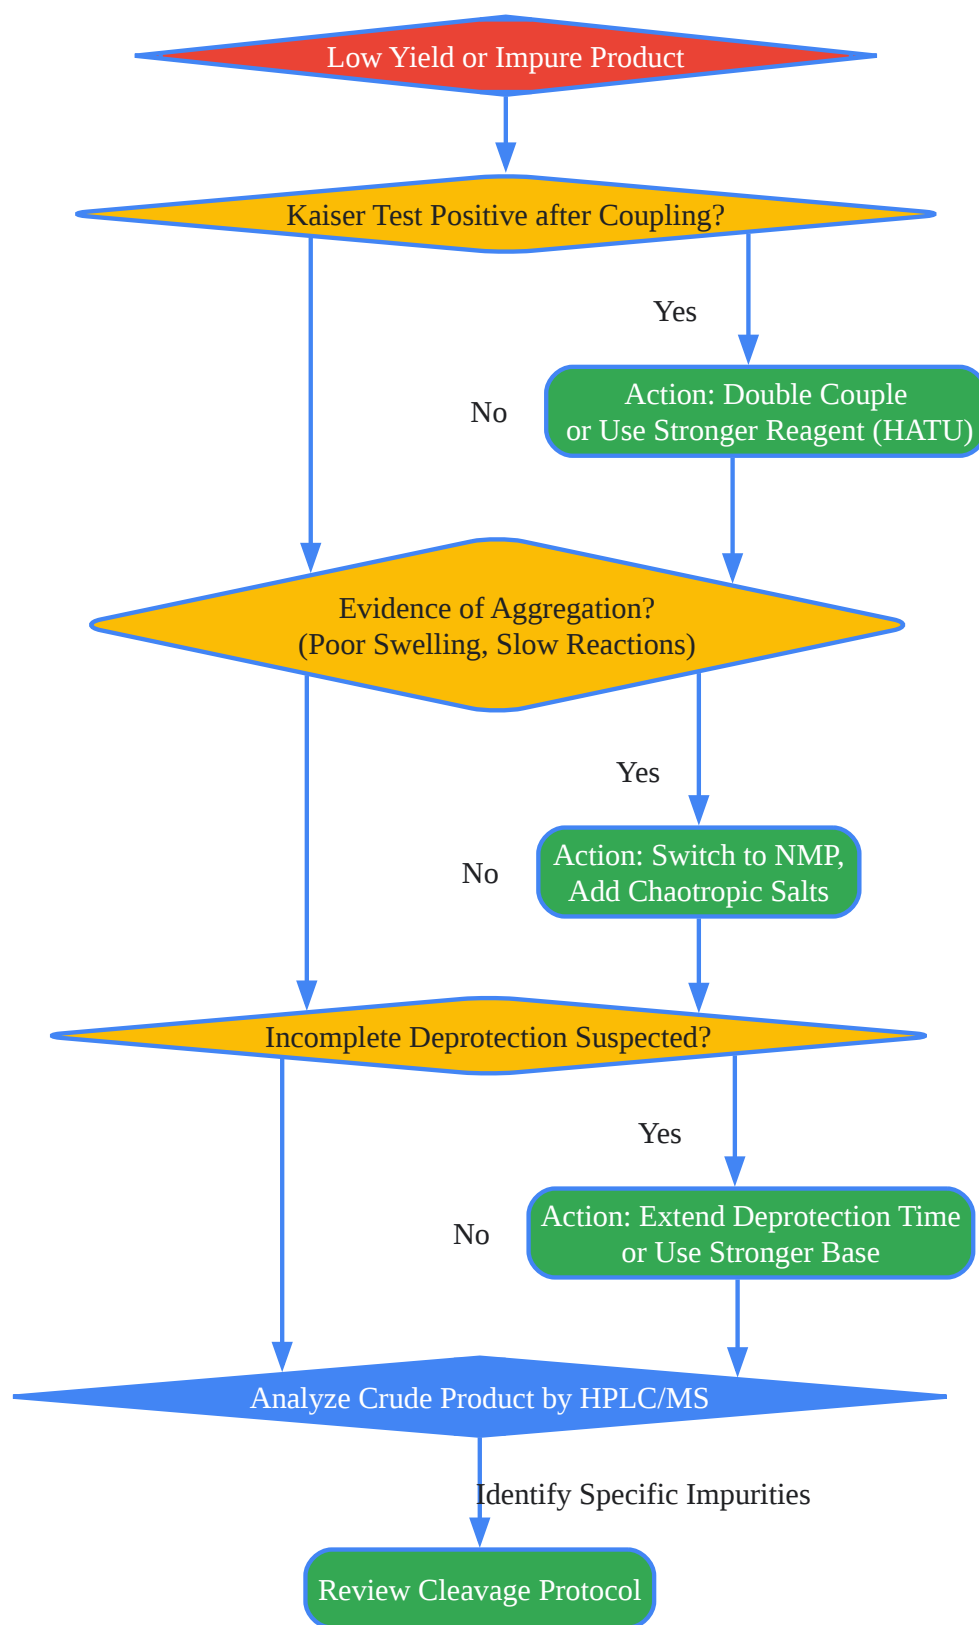 Low Yield or Impure Product
Kaiser Test Positive after Coupling?
Yes
Action: Double Couple
or Use Stronger Reagent (HATU)
No
Evidence of Aggregation?
(Poor Swelling, Slow Reactions)
Yes
Action: Switch to NMP,
Add Chaotropic Salts
No
Incomplete Deprotection Suspected?
Yes
Action: Extend Deprotection Time
or Use Stronger Base
No
Analyze Crude Product by HPLC/MS
Identify Specific Impurities
Review Cleavage Protocol